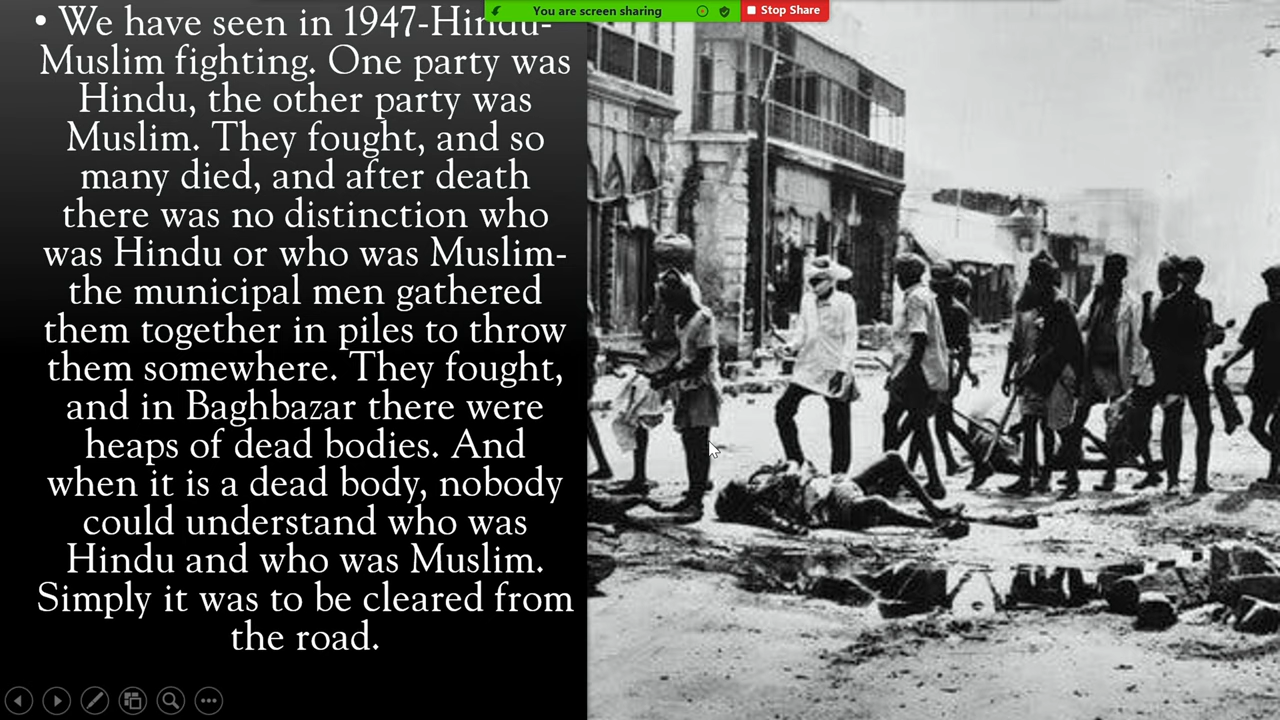 You are screen sharing
Stop Share
• We have seen in 1947-Hindu-
Muslim fighting. One party was
Hindu, the other party was
Muslim. They fought, and so
many died, and after death
there was no distinction who
was Hindu or who was Muslim-
the municipal men gathered
them together in piles to throw
them somewhere. They fought,
and in Baghbazar there were
heaps of dead bodies. And
when it is a dead body, nobody
could understand who was
Hindu and who was Muslim.
Simply it was to be cleared from
the road.